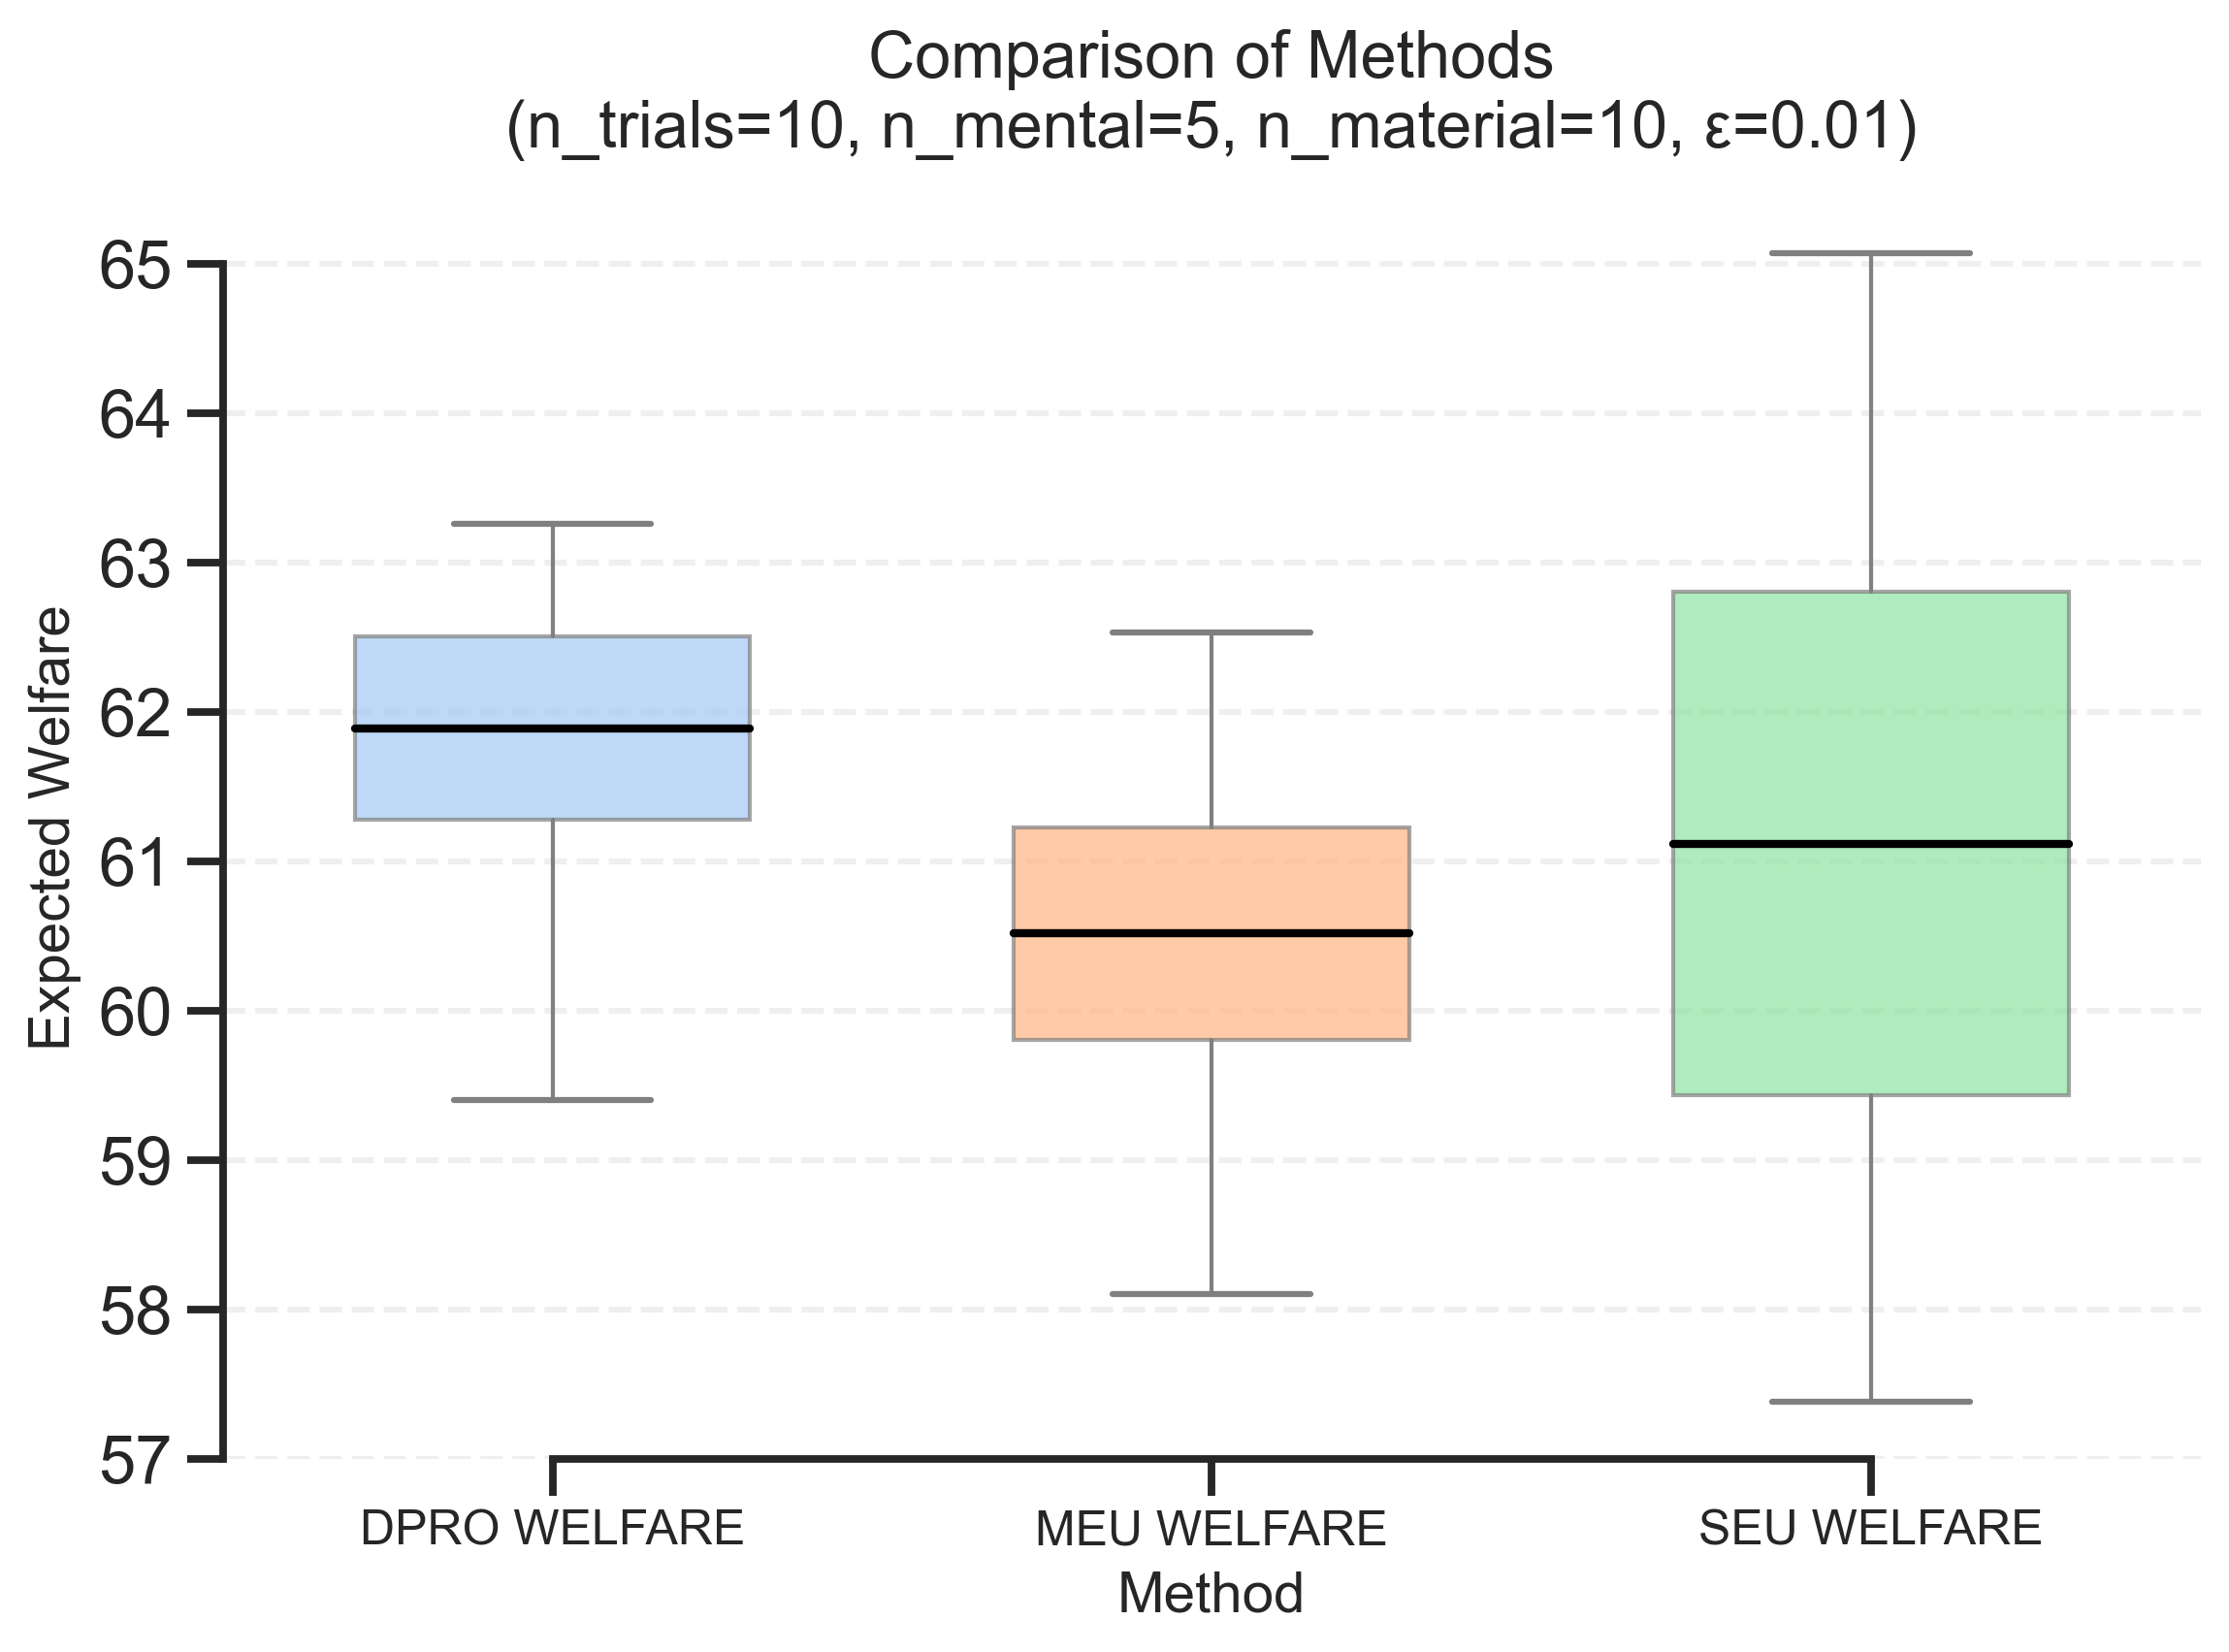 Comparison of Methods
(n_trials=10, n_mental=5, n_material=10, ε=0.01)
Expected Welfare
65
64
63
62
61
60
59
58
57
DPRO WELFARE
MEU WELFARE
SEU WELFARE
Method